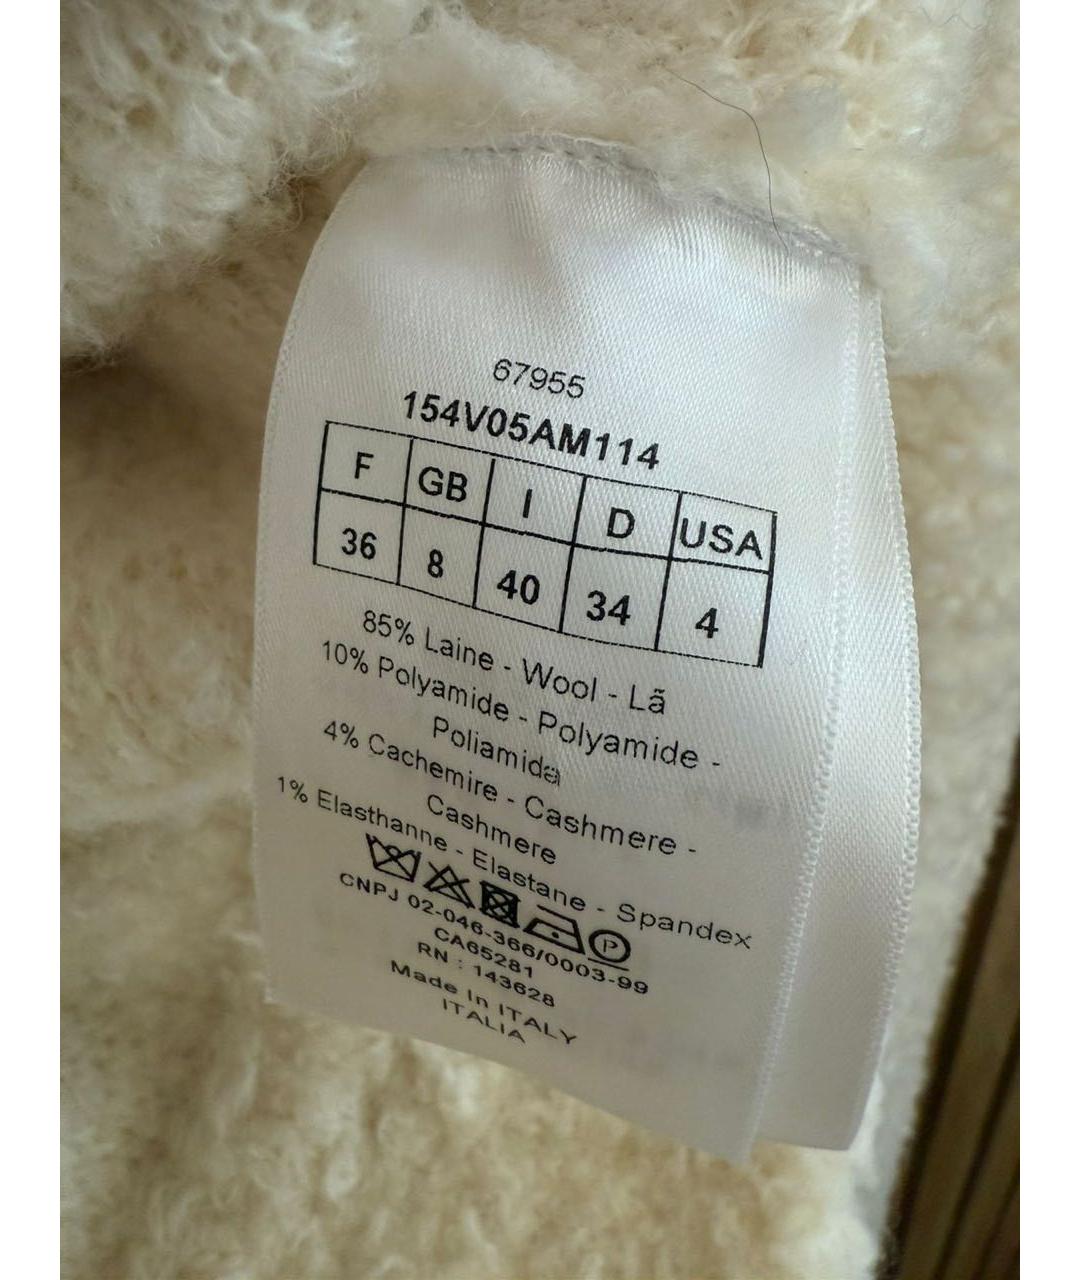 67955
154V05AM114
F GB I D USA
36 8 40 34 4
85% Laine - Wool - Lã
10% Polyamide - Polyamide -
Poliamida
4% Cachemire - Cashmere -
Cashmere
1% Elasthanne - Elastane - Spandex
P
CNPJ 02-046-366/0003-99
CA65281
RN : 143628
Made In ITALY
ITALIA